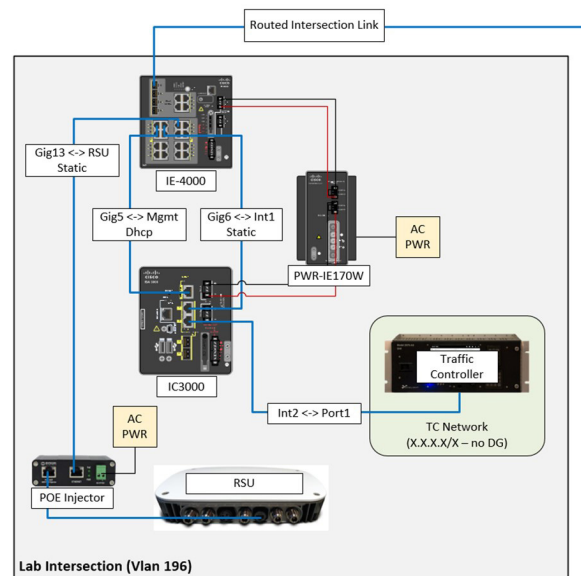 Routed Intersection Link
IE-4000
Gig13 <-> RSU
Static
Gig5 <-> Mgmt
Dhcp
Gig6 <-> Int1
Static
AC
PWR
PWR-IE170W
IC3000
Traffic
Controller
Int2 <-> Port1
TC Network
(X.X.X.X/X – no DG)
AC
PWR
POE Injector
RSU
Lab Intersection (Vlan 196)